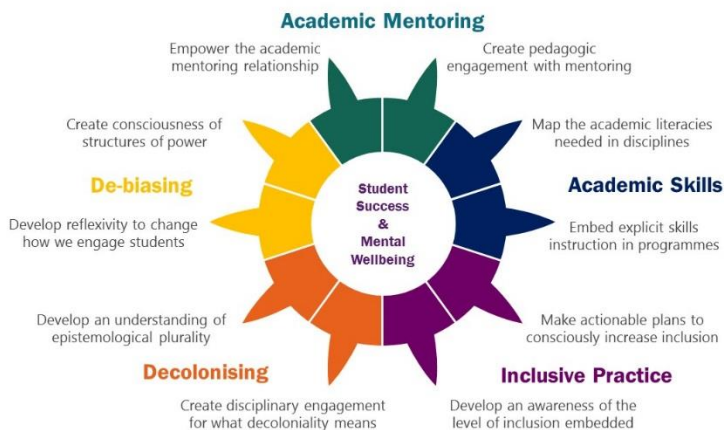 Academic Mentoring
Empower the academic
mentoring relationship
Create pedagogic
engagement with mentoring
Create consciousness of
structures of power
Map the academic literacies
needed in disciplines
De-biasing
Student
Success
&
Mental
Wellbeing
Academic Skills
Develop reflexivity to change
how we engage students
Embed explicit skills
instruction in programmes
Develop an understanding of
epistemological plurality
Make actionable plans to
consciously increase inclusion
Decolonising
Inclusive Practice
Create disciplinary engagement
for what decoloniality means
Develop an awareness of the
level of inclusion embedded